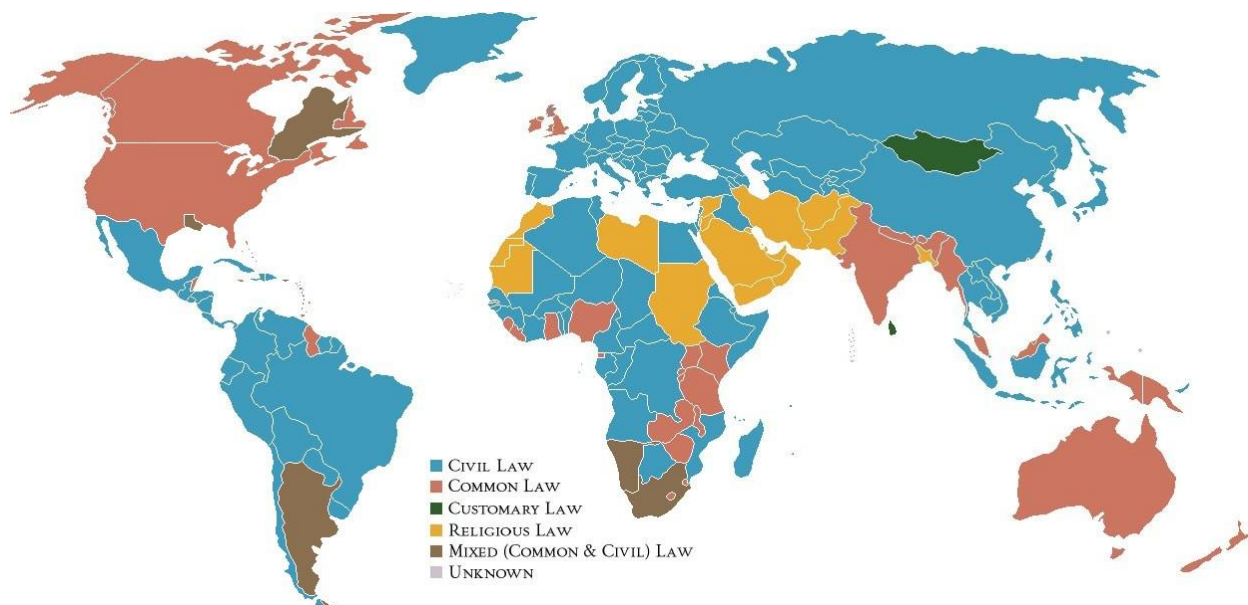 Civil Law
Common Law
Customary Law
Religious Law
Mixed (Common & Civil) Law
Unknown